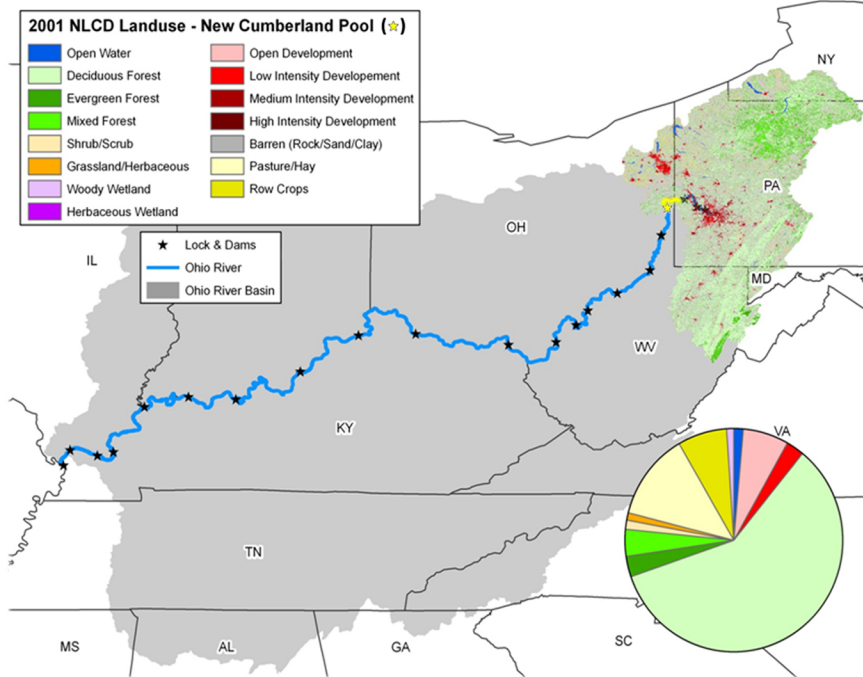 2001 NLCD Landuse - New Cumberland Pool (☆)
Open Water
Deciduous Forest
Evergreen Forest
Mixed Forest
Shrub/Scrub
Grassland/Herbaceous
Woody Wetland
Herbaceous Wetland
Open Development
Low Intensity Developement
Medium Intensity Development
High Intensity Development
Barren (Rock/Sand/Clay)
Pasture/Hay
Row Crops
Lock & Dams
Ohio River
Ohio River Basin
NY
PA
OH
IL
MD
WV
KY
VA
TN
MS
AL
GA
SC